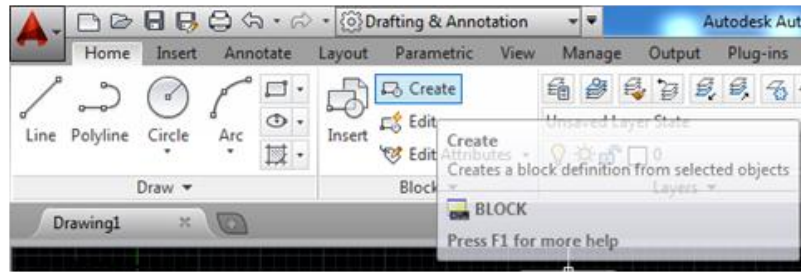 Drafting & Annotation Autodesk Aut
Home Insert Annotate Layout Parametric View Manage Output Plug-ins
Create
Line Polyline Circle Arc Insert Edit Unsaved Layer State
Edit Attributes 0
Draw Block Layers
Create
Creates a block definition from selected objects
BLOCK
Press F1 for more help
Drawing1